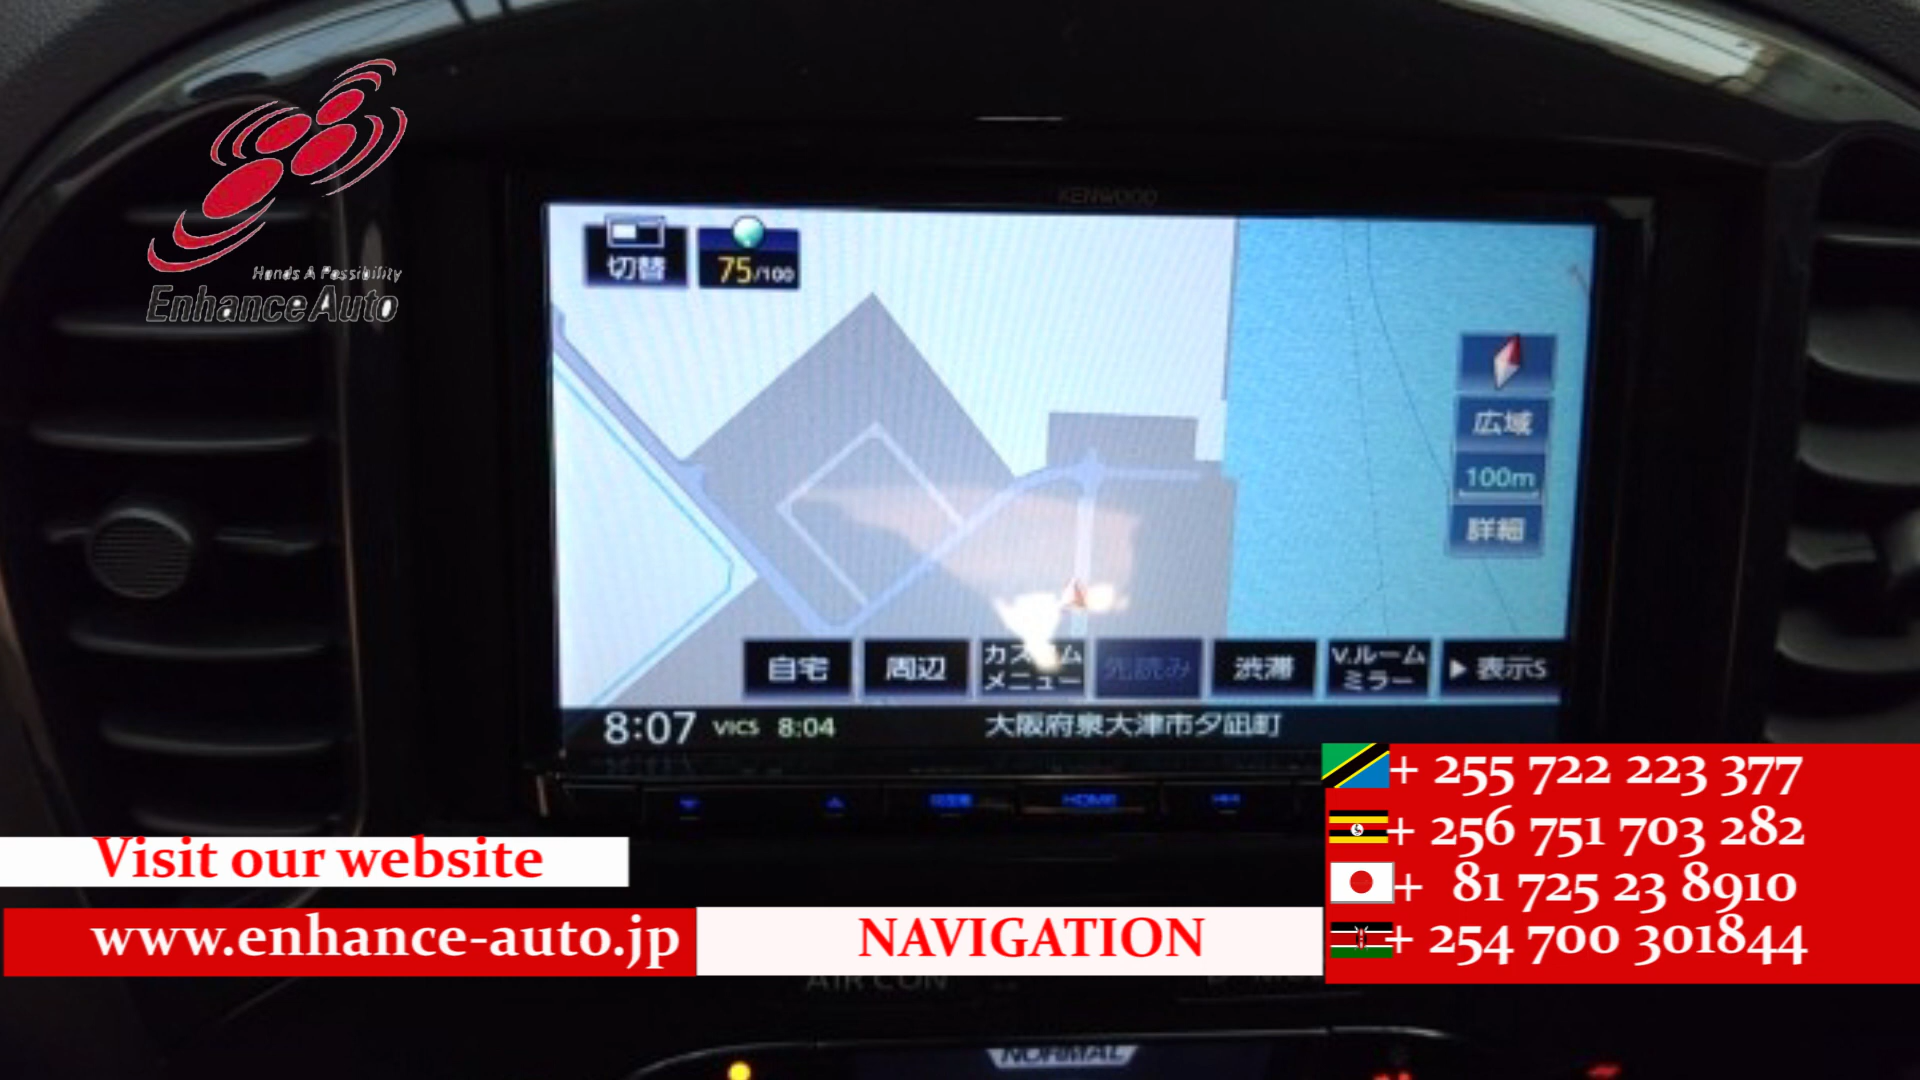 KENWOOD
切替
75/100
Hands A Possibility
EnhanceAuto
広域
100m
詳細
自宅
周辺
カスタム
メニュー
先読み
渋滞
V.ルーム
ミラー
表示S
8:07 VICS 8:04 大阪府泉大津市夕凪町
HOME
+ 255 722 223 377
+ 256 751 703 282
+ 81 725 23 8910
+ 254 700 301844
Visit our website
www.enhance-auto.jp
NAVIGATION
AIR CON
NORMAL